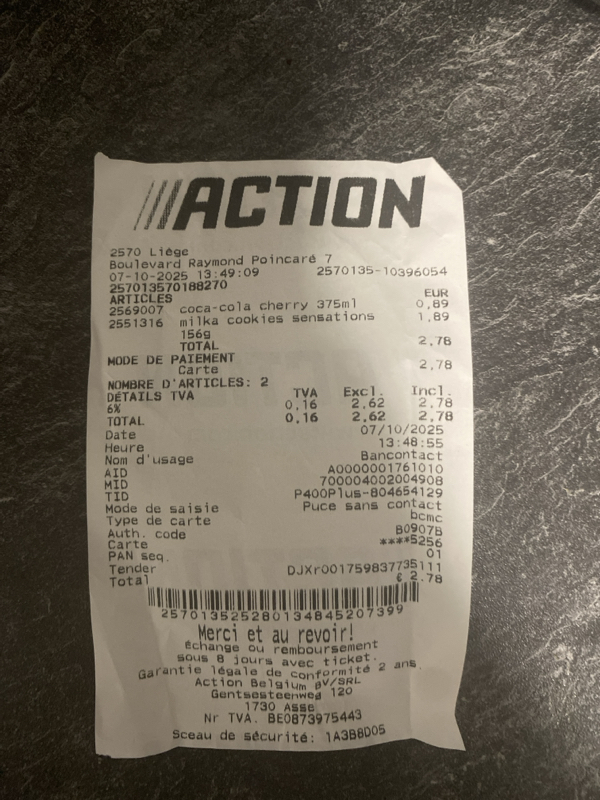 ACTION
2570 Liège
Boulevard Raymond Poincaré 7
07-10-2025 13:49:09 2570135-10396054
257013570188270
ARTICLES EUR
2569007 coca-cola cherry 375ml 0,89
2551316 milka cookies sensations 1,89
156g
TOTAL 2,78
MODE DE PAIEMENT
Carte 2,78
NOMBRE D'ARTICLES: 2
DÉTAILS TVA TVA Excl. Incl.
6% 0,16 2,62 2,78
TOTAL 0,16 2,62 2,78
Date 07/10/2025
Heure 13:48:55
Nom d'usage Bancontact
AID A0000001761010
MID 700004002004908
TID P400Plus-804654129
Mode de saisie Puce sans contact
Type de carte bcmc
Auth. code B0907B
Carte ****5256
PAN seq. 01
Tender DJXr001759837735111
Total € 2.78
257013525280134845207399
Merci et au revoir!
Échange ou remboursement
sous 8 jours avec ticket.
Garantie légale de conformité 2 ans.
Action Belgium BV/SRL
Gentsesteenweg 120
1730 Asse
Nr TVA. BE0873975443
Sceau de sécurité: 1A3B8D05